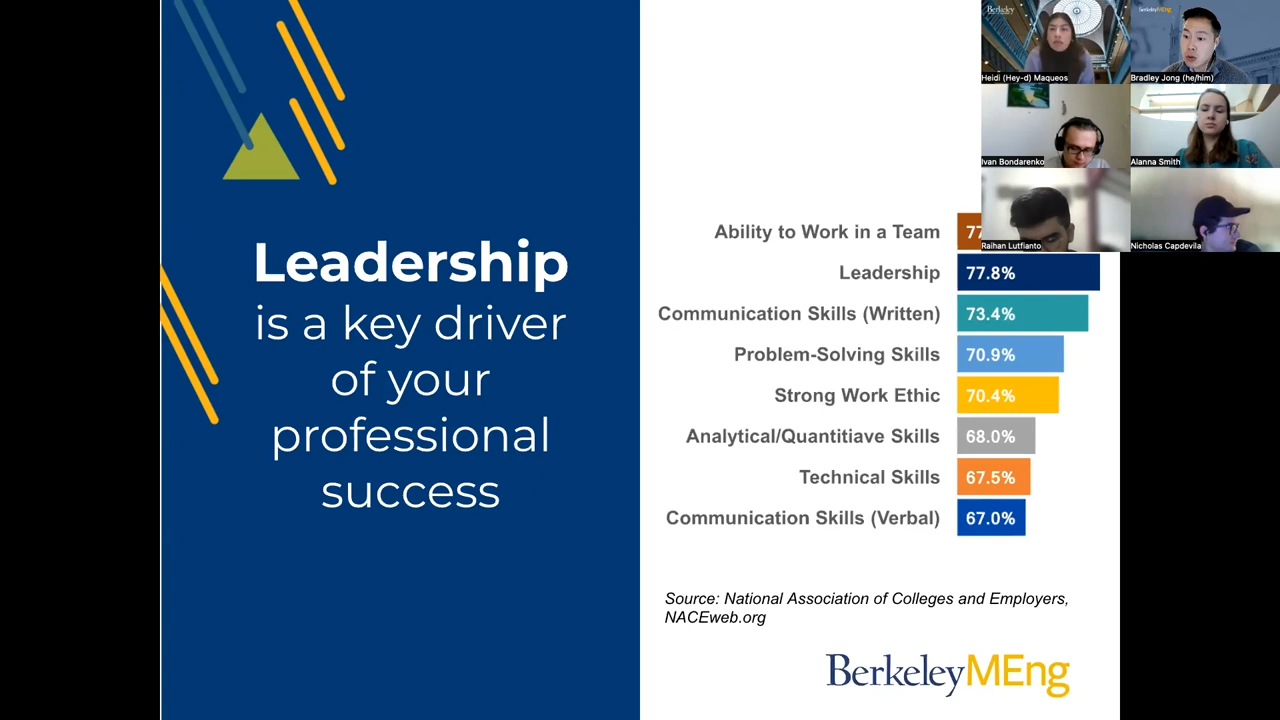 Leadership
is a key driver
of your
professional
success
Ability to Work in a Team
Leadership 77.8%
Communication Skills (Written) 73.4%
Problem-Solving Skills 70.9%
Strong Work Ethic 70.4%
Analytical/Quantitiave Skills 68.0%
Technical Skills 67.5%
Communication Skills (Verbal) 67.0%
Source: National Association of Colleges and Employers,
NACEweb.org
BerkeleyMEng
Berkeley
BerkeleyMEng
Heidi (Hey-d) Maqueos
Bradley Jong (he/him)
Ivan Bondarenko
Alanna Smith
Raihan Lutfianto
Nicholas Capdevila